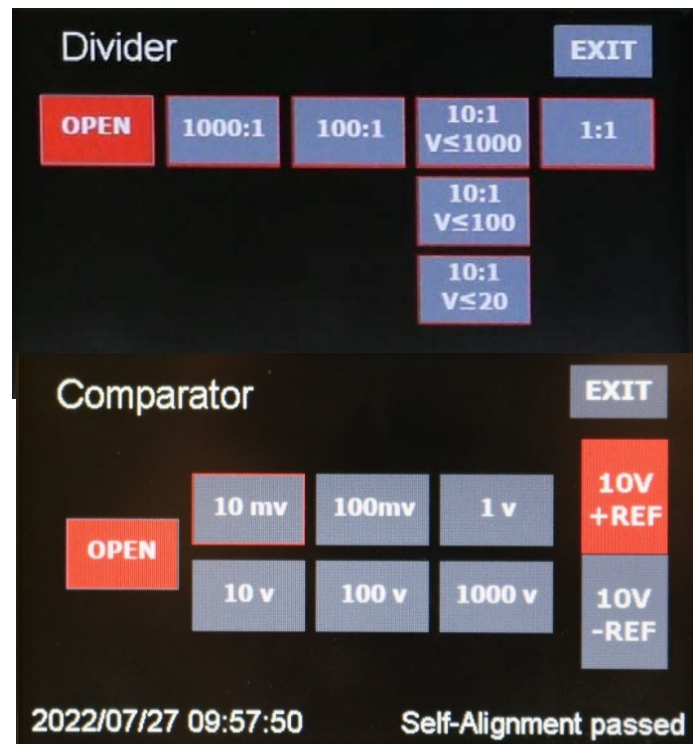 Divider
EXIT
OPEN
1000:1
100:1
10:1
V≤1000
1:1
10:1
V≤100
10:1
V≤20
Comparator
EXIT
10 mv
100mv
1 v
10V
+REF
OPEN
10 v
100 v
1000 v
10V
-REF
2022/07/27 09:57:50
Self-Alignment passed